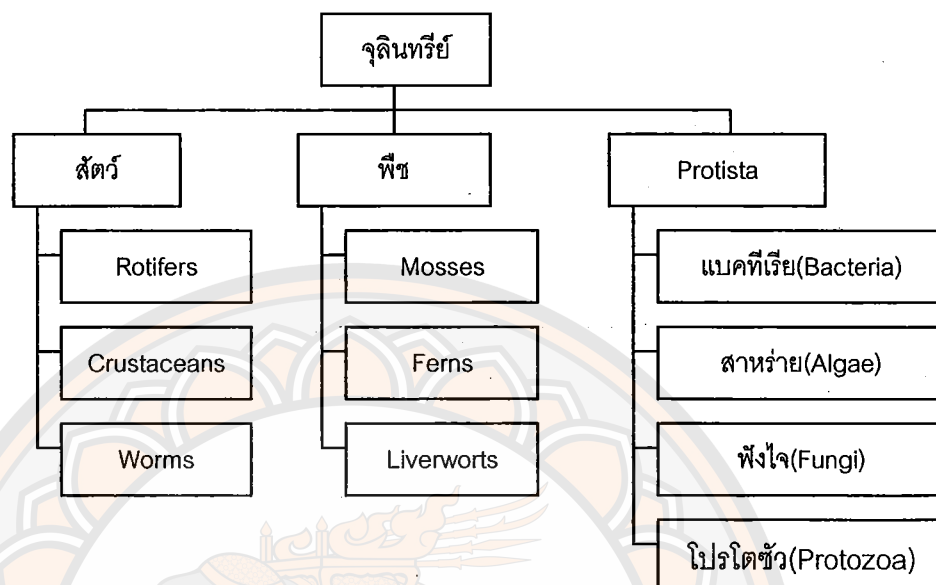 จุลินทรีย์
สัตว์
พืช
Protista
Rotifers
Mosses
แบคทีเรีย(Bacteria)
Crustaceans
Ferns
สาหร่าย(Algae)
Worms
Liverworts
ฟังไจ(Fungi)
โปรโตซัว(Protozoa)